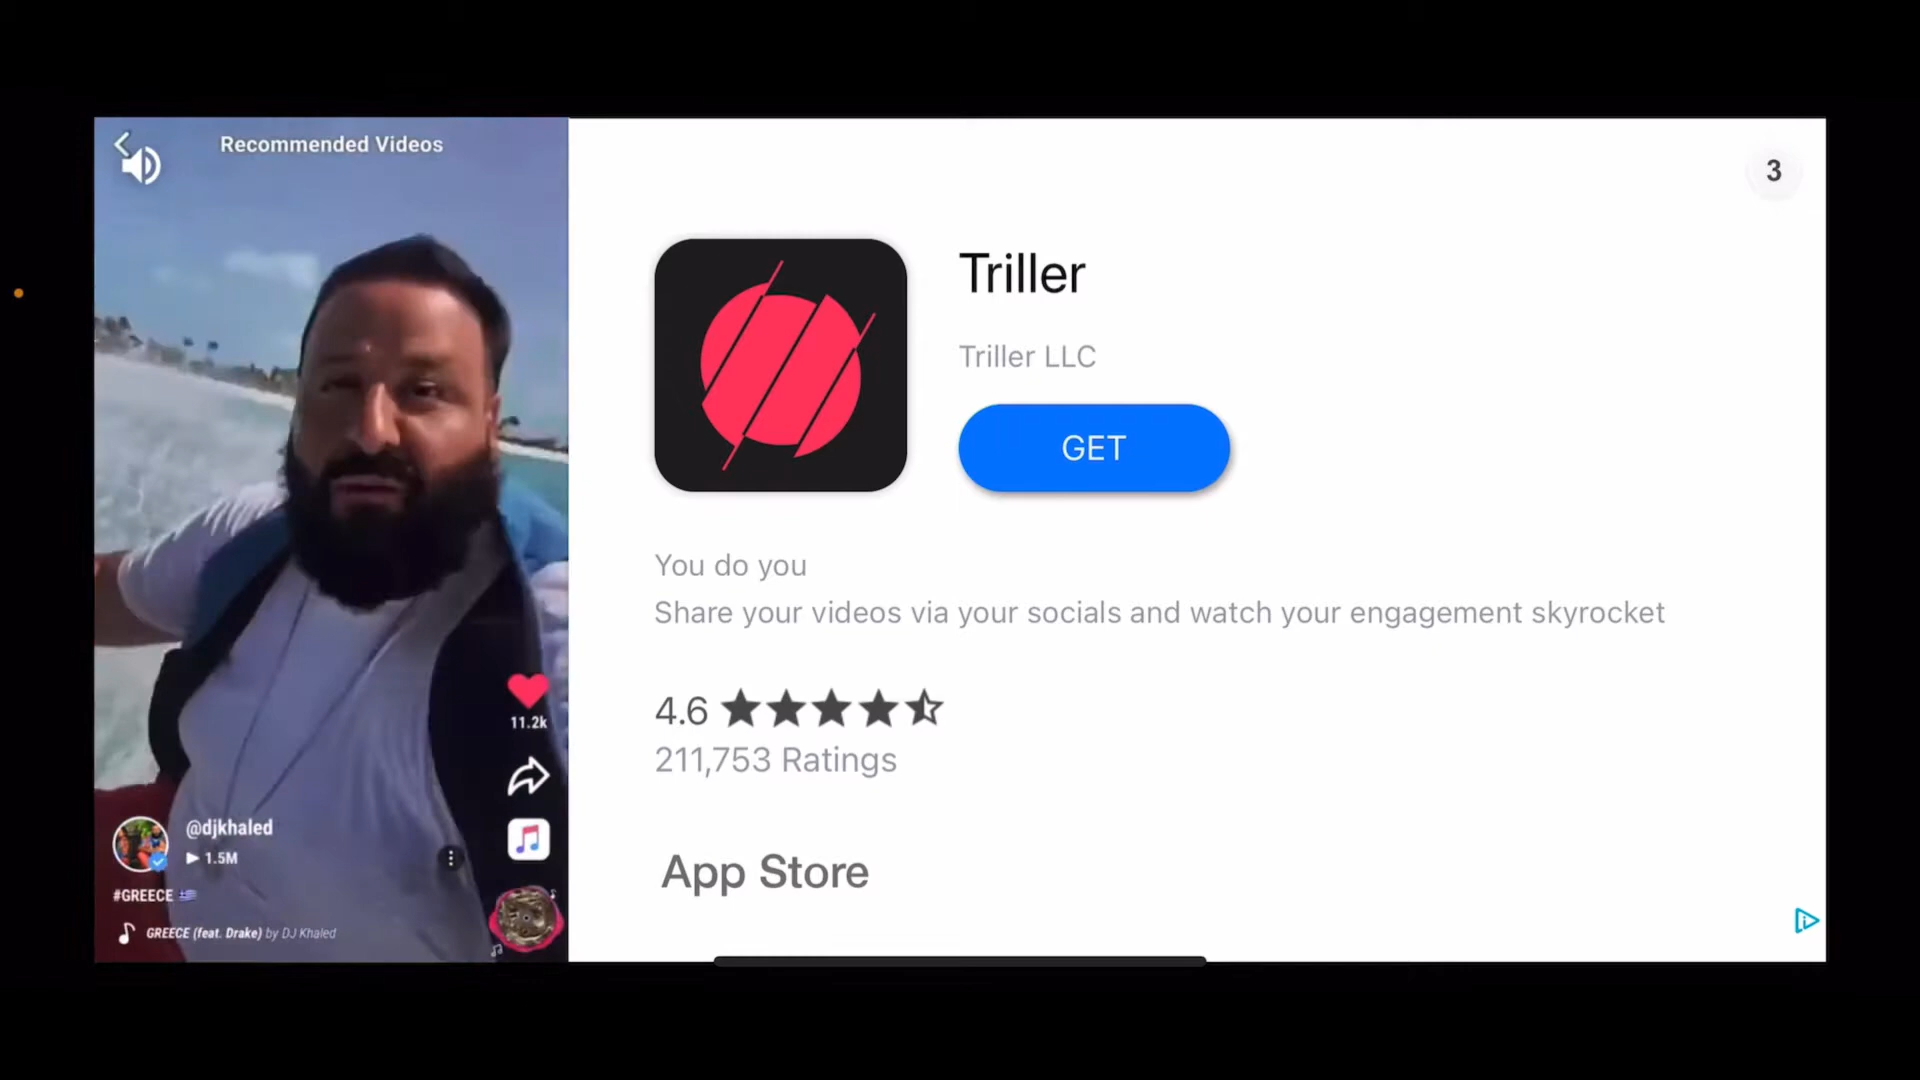 Recommended Videos
11.2k
@djkhaled
1.5M
#GREECE
GREECE (feat. Drake) by DJ Khaled
3
Triller
Triller LLC
GET
You do you
Share your videos via your socials and watch your engagement skyrocket
4.6
211,753 Ratings
App Store